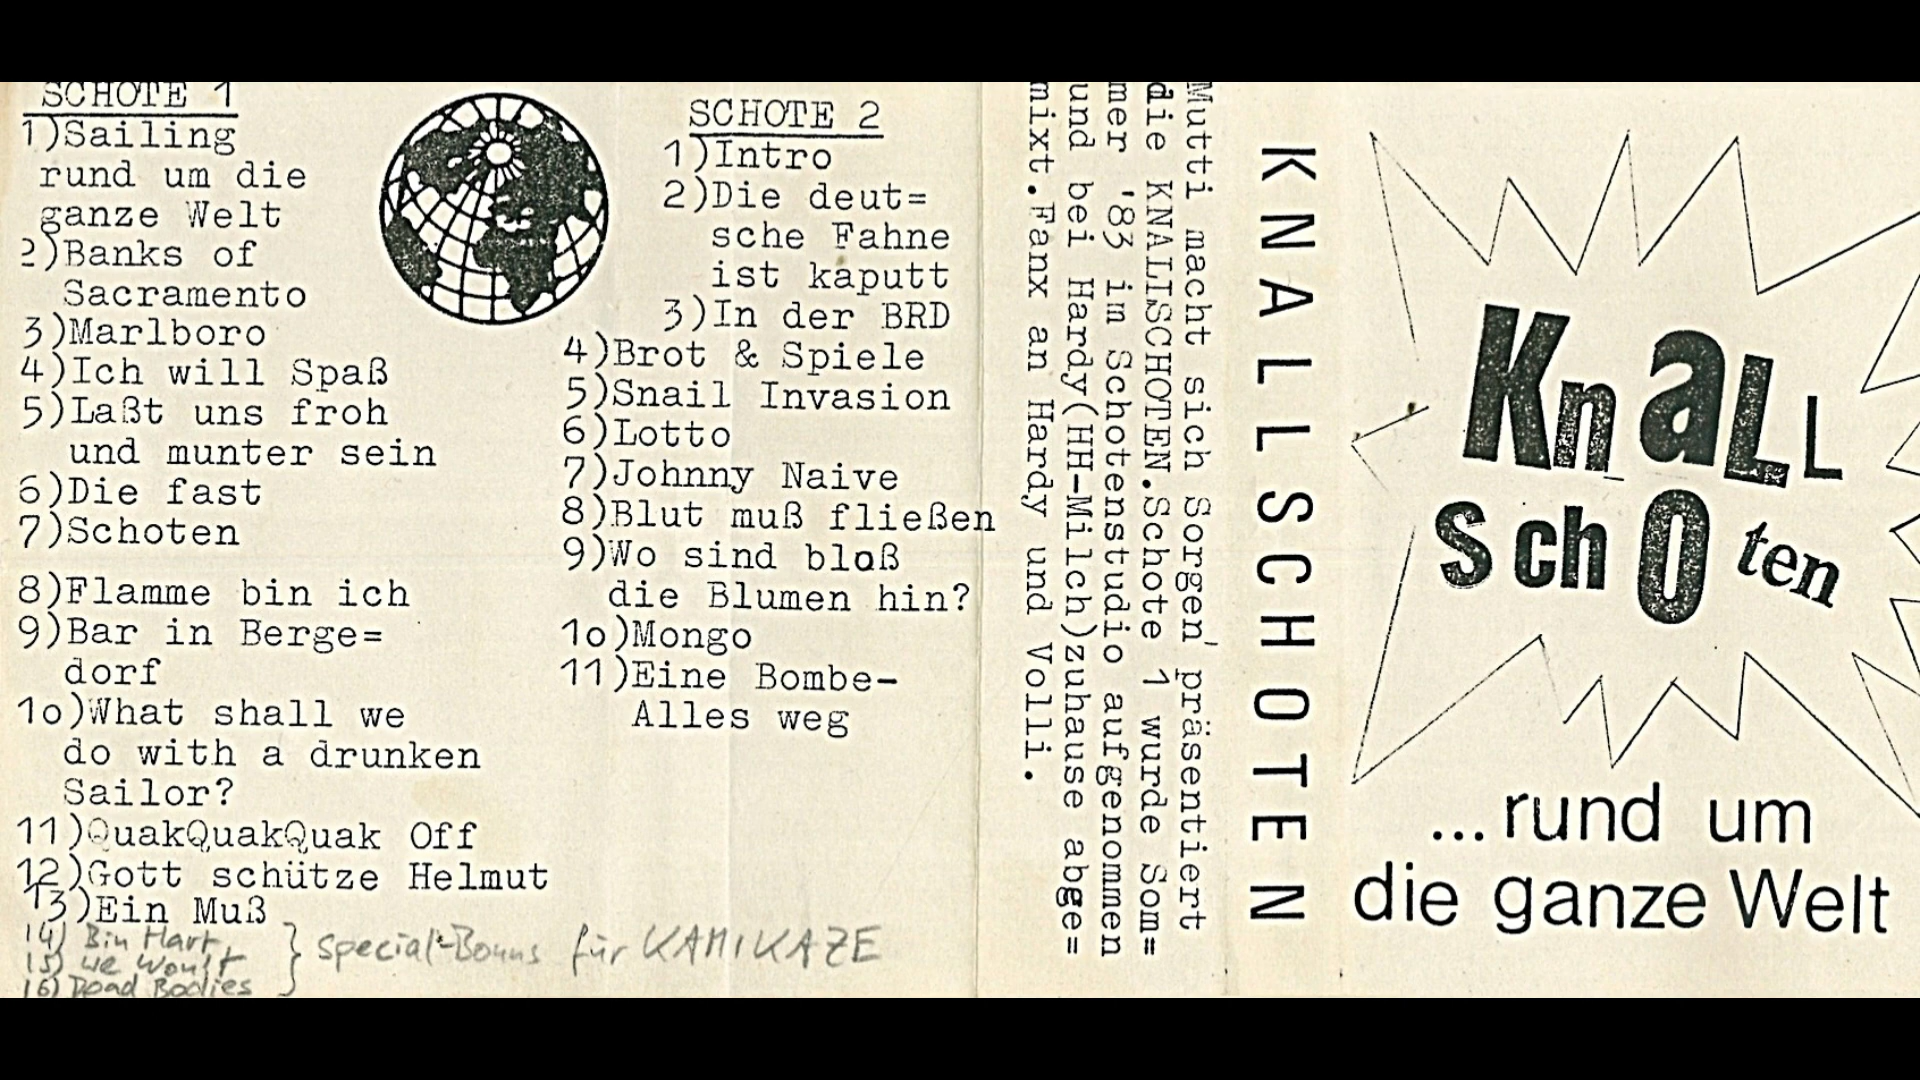 SCHOTE 1
1)Sailing
rund um die
ganze Welt
2)Banks of
Sacramento
3)Marlboro
4)Ich will Spaß
5)Laßt uns froh
und munter sein
6)Die fast
7)Schoten
8)Flamme bin ich
9)Bar in Berge=
dorf
1o)What shall we
do with a drunken
Sailor?
11)QuakQuakQuak Off
12)Gott schütze Helmut
13)Ein Muß
14) Bin Hart
15) We Won't
16) Dead Bodies
Special-Bonus für KAMIKAZE
SCHOTE 2
1)Intro
2)Die deut=
sche Fahne
ist kaputt
3)In der BRD
4)Brot & Spiele
5)Snail Invasion
6)Lotto
7)Johnny Naive
8)Blut muß fließen
9)Wo sind bloß
die Blumen hin?
1o)Mongo
11)Eine Bombe-
Alles weg
Mutti macht sich Sorgen' präsentiert
die KNALLSCHOTEN.Schote 1 wurde Som=
mer '83 im Schotenstudio aufgenommen
und bei Hardy(HH-Milch)zuhause abge=
mixt.Fanx an Hardy und Volli.
KNALLSCHOTEN
KnaLL
schOten
...rund um
die ganze Welt